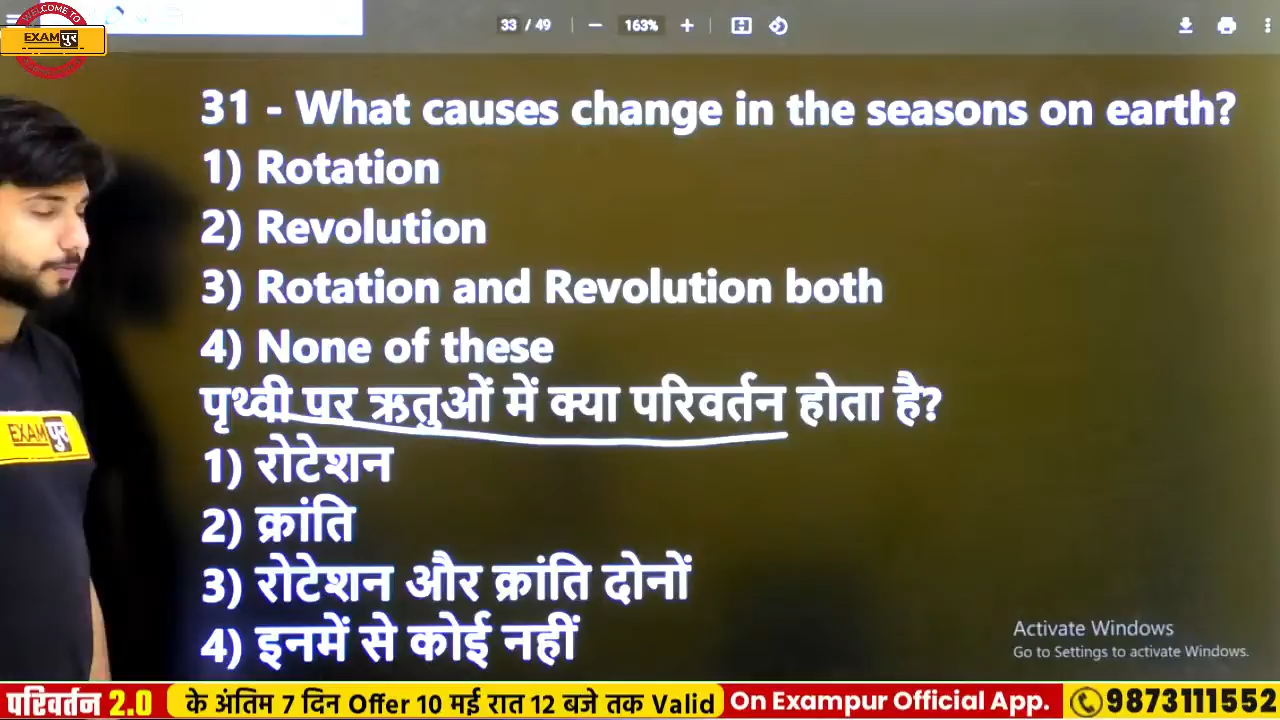 WELCOME TO
EXAMपुर
33 / 49
163%
31 - What causes change in the seasons on earth?
1) Rotation
2) Revolution
3) Rotation and Revolution both
4) None of these
पृथ्वी पर ऋतुओं में क्या परिवर्तन होता है?
1) रोटेशन
2) क्रांति
3) रोटेशन और क्रांति दोनों
4) इनमें से कोई नहीं
EXAMपुर
Activate Windows
Go to Settings to activate Windows.
परिवर्तन 2.0 के अंतिम 7 दिन Offer 10 मई रात 12 बजे तक Valid On Exampur Official App. 9873111552